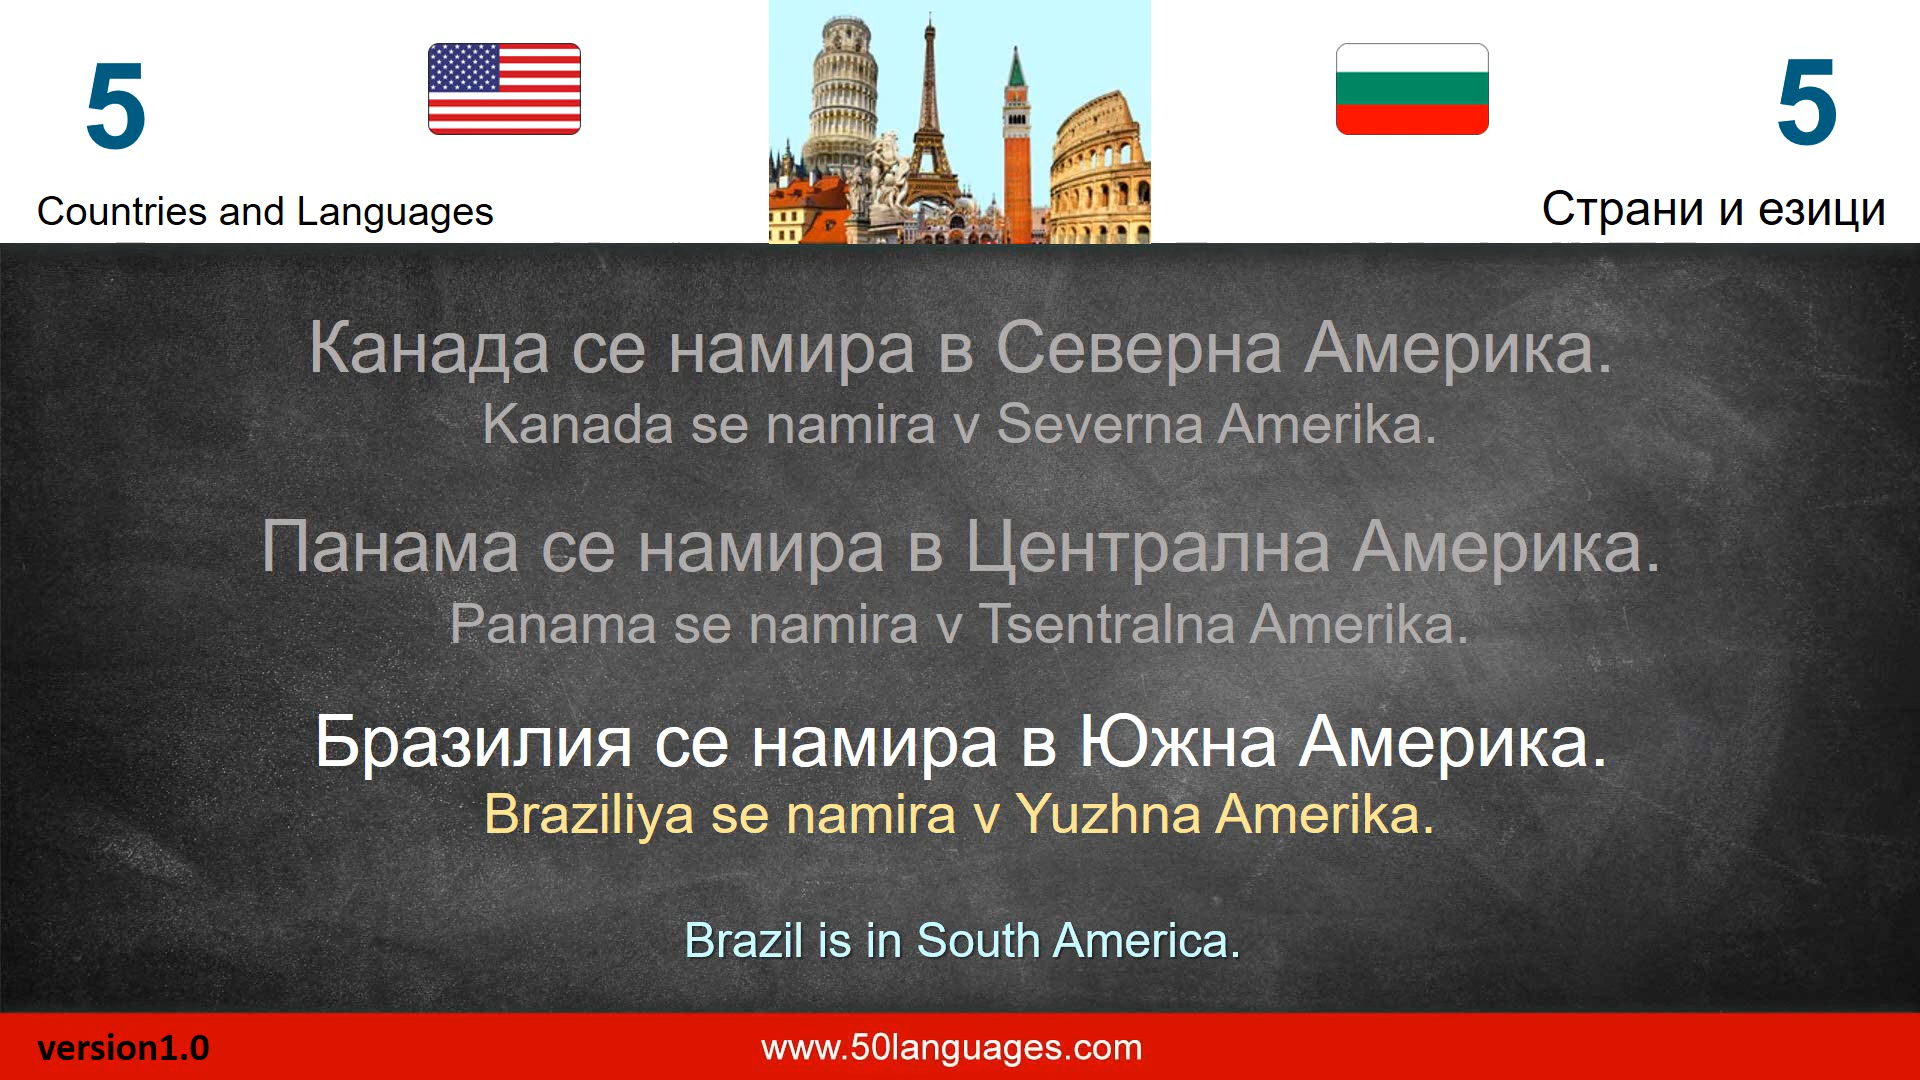 5
5
Countries and Languages
Страни и езици
Канада се намира в Северна Америка.
Kanada se namira v Severna Amerika.
Панама се намира в Централна Америка.
Panama se namira v Tsentralna Amerika.
Бразилия се намира в Южна Америка.
Braziliya se namira v Yuzhna Amerika.
Brazil is in South America.
version1.0
www.50languages.com